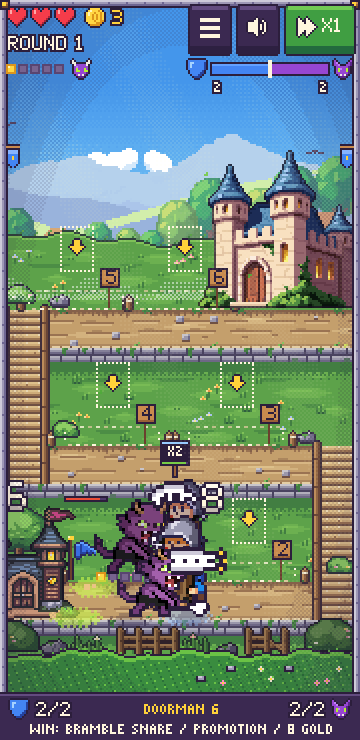 3
X1
ROUND 1
2 2
5 6
4 3
X2
5 8
2
2/2 DOORMAN 6 2/2
WIN: BRAMBLE SNARE / PROMOTION / 8 GOLD